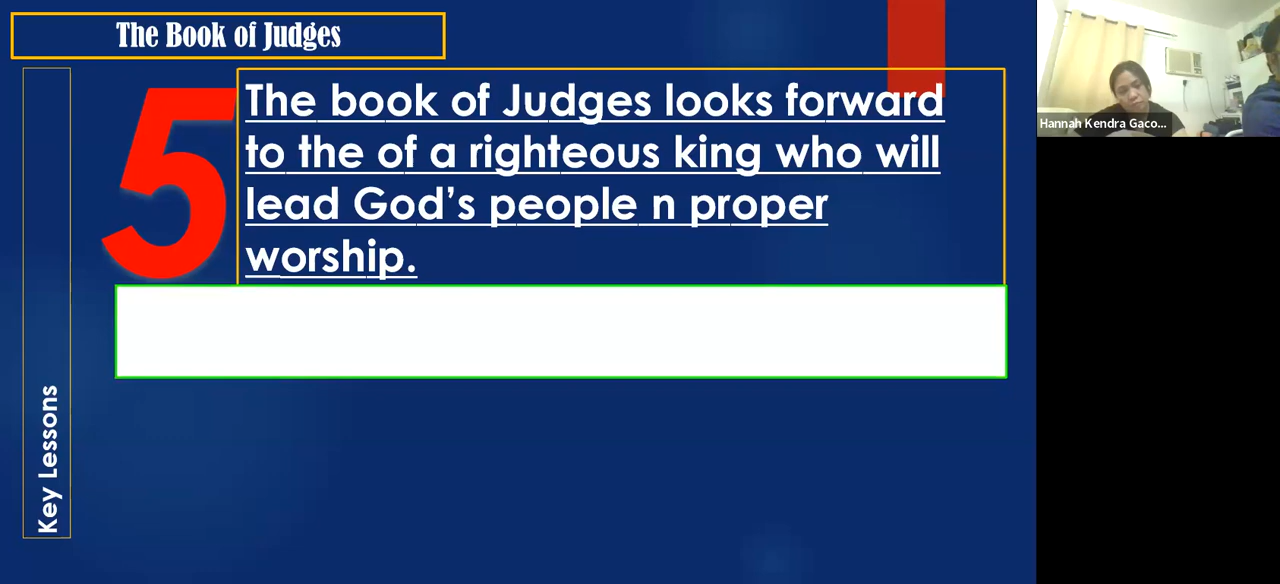 The Book of Judges
5
The book of Judges looks forward
to the of a righteous king who will
lead God's people n proper
worship.
Key Lessons
Hannah Kendra Gaco...